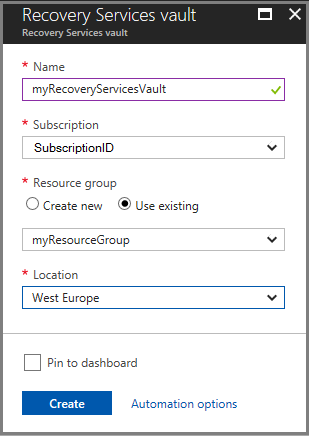 Recovery Services vault
Recovery Services vault
* Name
myRecoveryServicesVault
* Subscription
SubscriptionID
* Resource group
Create new Use existing
myResourceGroup
* Location
West Europe
Pin to dashboard
Create Automation options